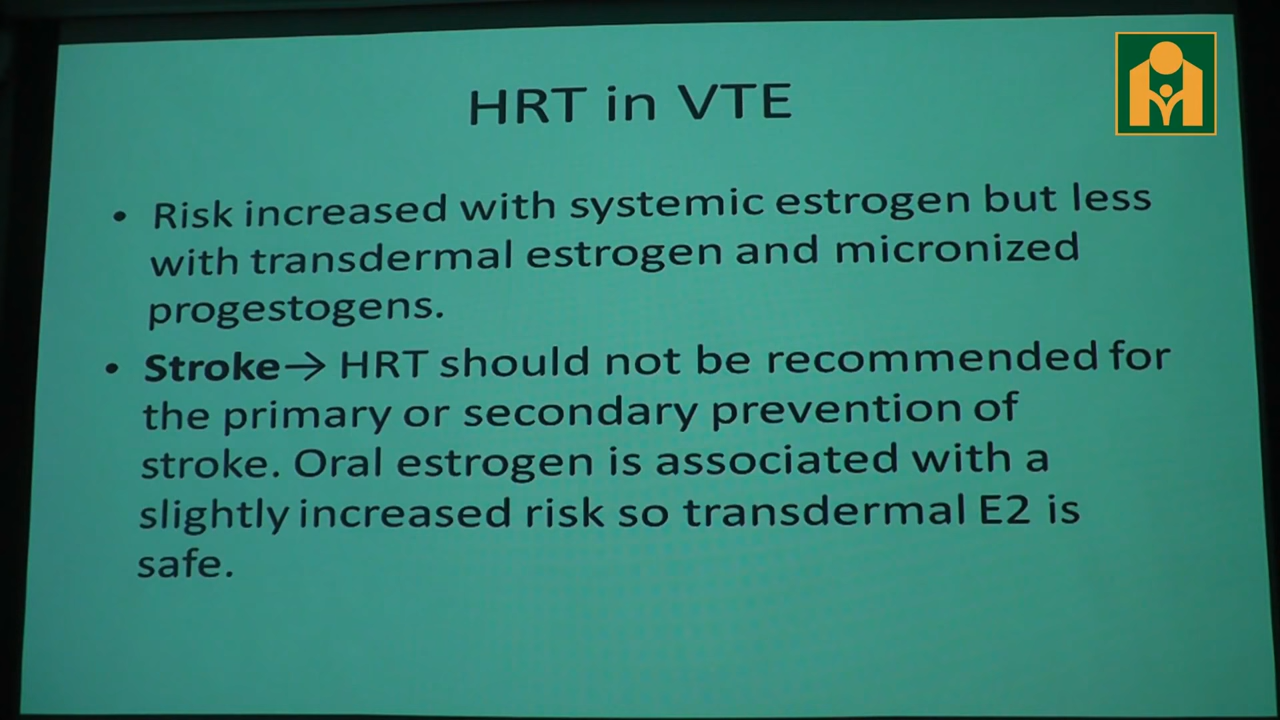 HRT in VTE
• Risk increased with systemic estrogen but less
with transdermal estrogen and micronized
progestogens.
• Stroke→ HRT should not be recommended for
the primary or secondary prevention of
stroke. Oral estrogen is associated with a
slightly increased risk so transdermal E2 is
safe.